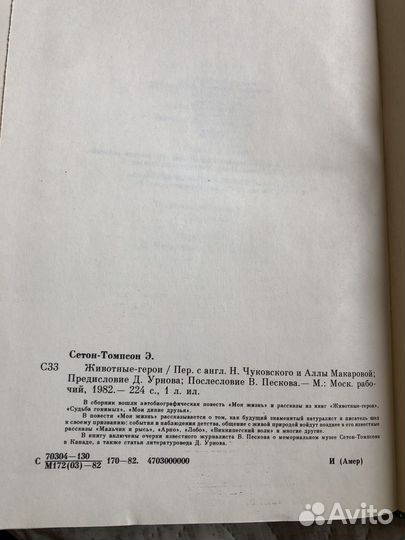 Сетон-Томпсон Э.
С33
Животные-герои / Пер. с англ. Н. Чуковского и Аллы Макаровой;
Предисловие Д. Урнова; Послесловие В. Пескова.— М.: Моск. рабо-
чий, 1982.— 224 с., 1 л. ил.
В сборник вошли автобиографическая повесть «Моя жизнь» и рассказы из книг «Животные-герои»,
«Судьба гонимых», «Мои дикие друзья».
В повести «Моя жизнь» рассказывается о том, как будущий знаменитый натуралист и писатель шел
к своему призванию: события и наблюдения детства, общение с живой природой войдут позднее в его известные
рассказы «Мальчик и рысь», «Арно», «Лобо», «Виннипегский волк» и многие другие.
В книгу включены очерки известного журналиста В. Пескова о мемориальном музее Сетон-Томпсона
в Канаде, а также статья литературоведа Д. Урнова.
С 70304—130
М172(03)—82 170—82. 4703000000
И (Амер)
Avito